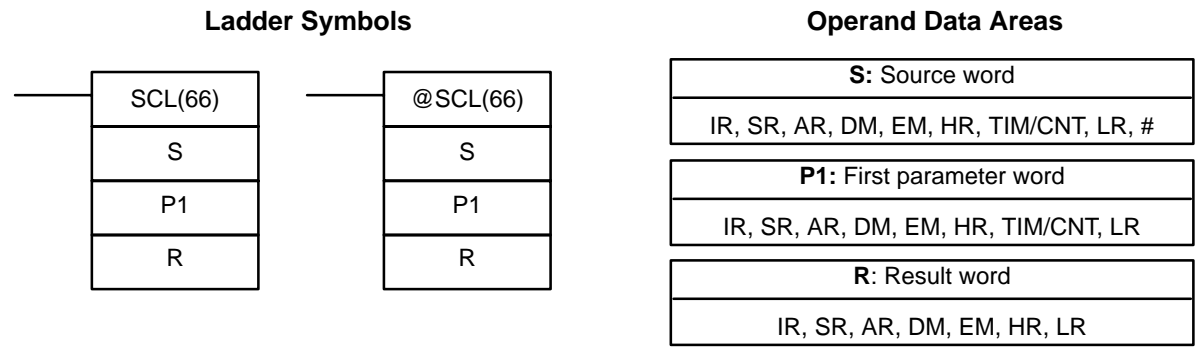 Ladder Symbols
SCL(66)
S
P1
R
@SCL(66)
S
P1
R
Operand Data Areas
S: Source word
IR, SR, AR, DM, EM, HR, TIM/CNT, LR, #
P1: First parameter word
IR, SR, AR, DM, EM, HR, TIM/CNT, LR
R: Result word
IR, SR, AR, DM, EM, HR, LR